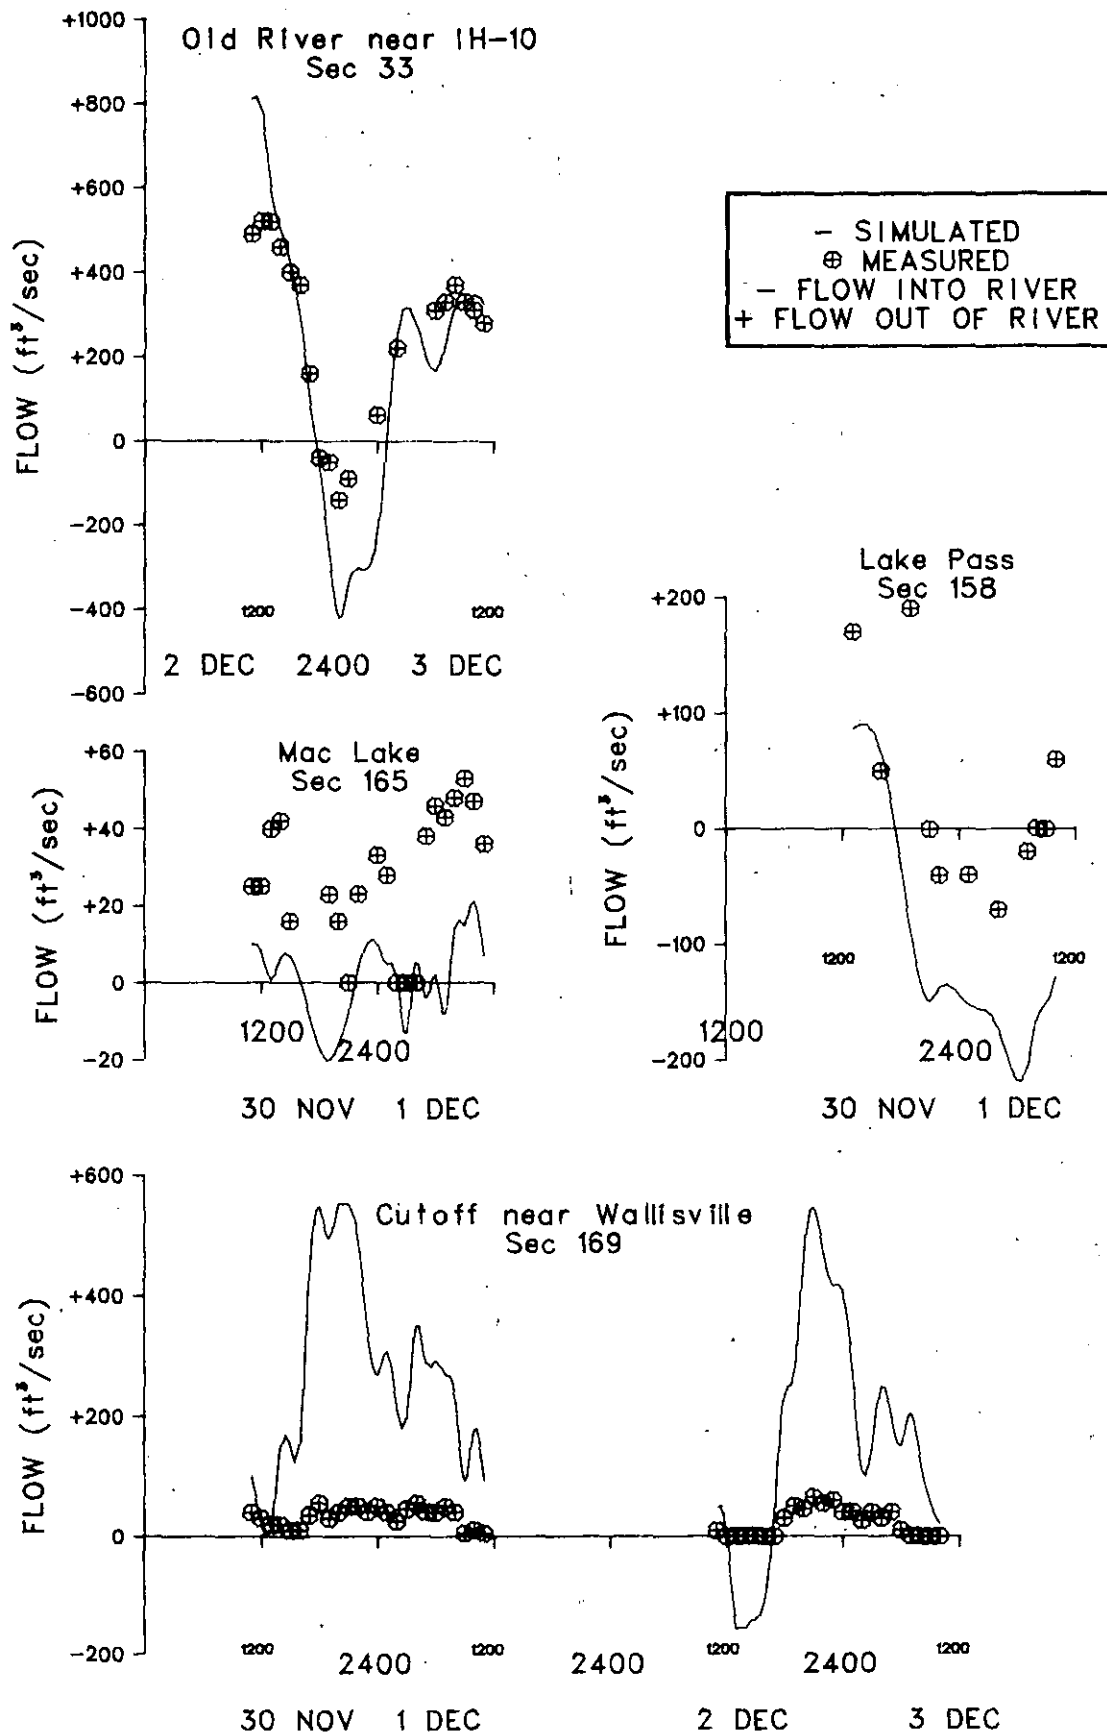 Old River near IH-10
Sec 33
+1000
+800
+600
+400
+200
0
-200
-400
-600
FLOW (ft³/sec)
1200
1200
2 DEC 2400 3 DEC
— SIMULATED
⊕ MEASURED
— FLOW INTO RIVER
+ FLOW OUT OF RIVER
Lake Pass
Sec 158
+200
+100
0
-100
-200
FLOW (ft³/sec)
1200
1200
1200
2400
30 NOV 1 DEC
Mac Lake
Sec 165
+60
+40
+20
0
-20
FLOW (ft³/sec)
1200
2400
30 NOV 1 DEC
Cutoff near Wallisville
Sec 169
+600
+400
+200
0
-200
FLOW (ft³/sec)
1200
2400
1200
2400
1200
2400
1200
30 NOV 1 DEC 2 DEC 3 DEC